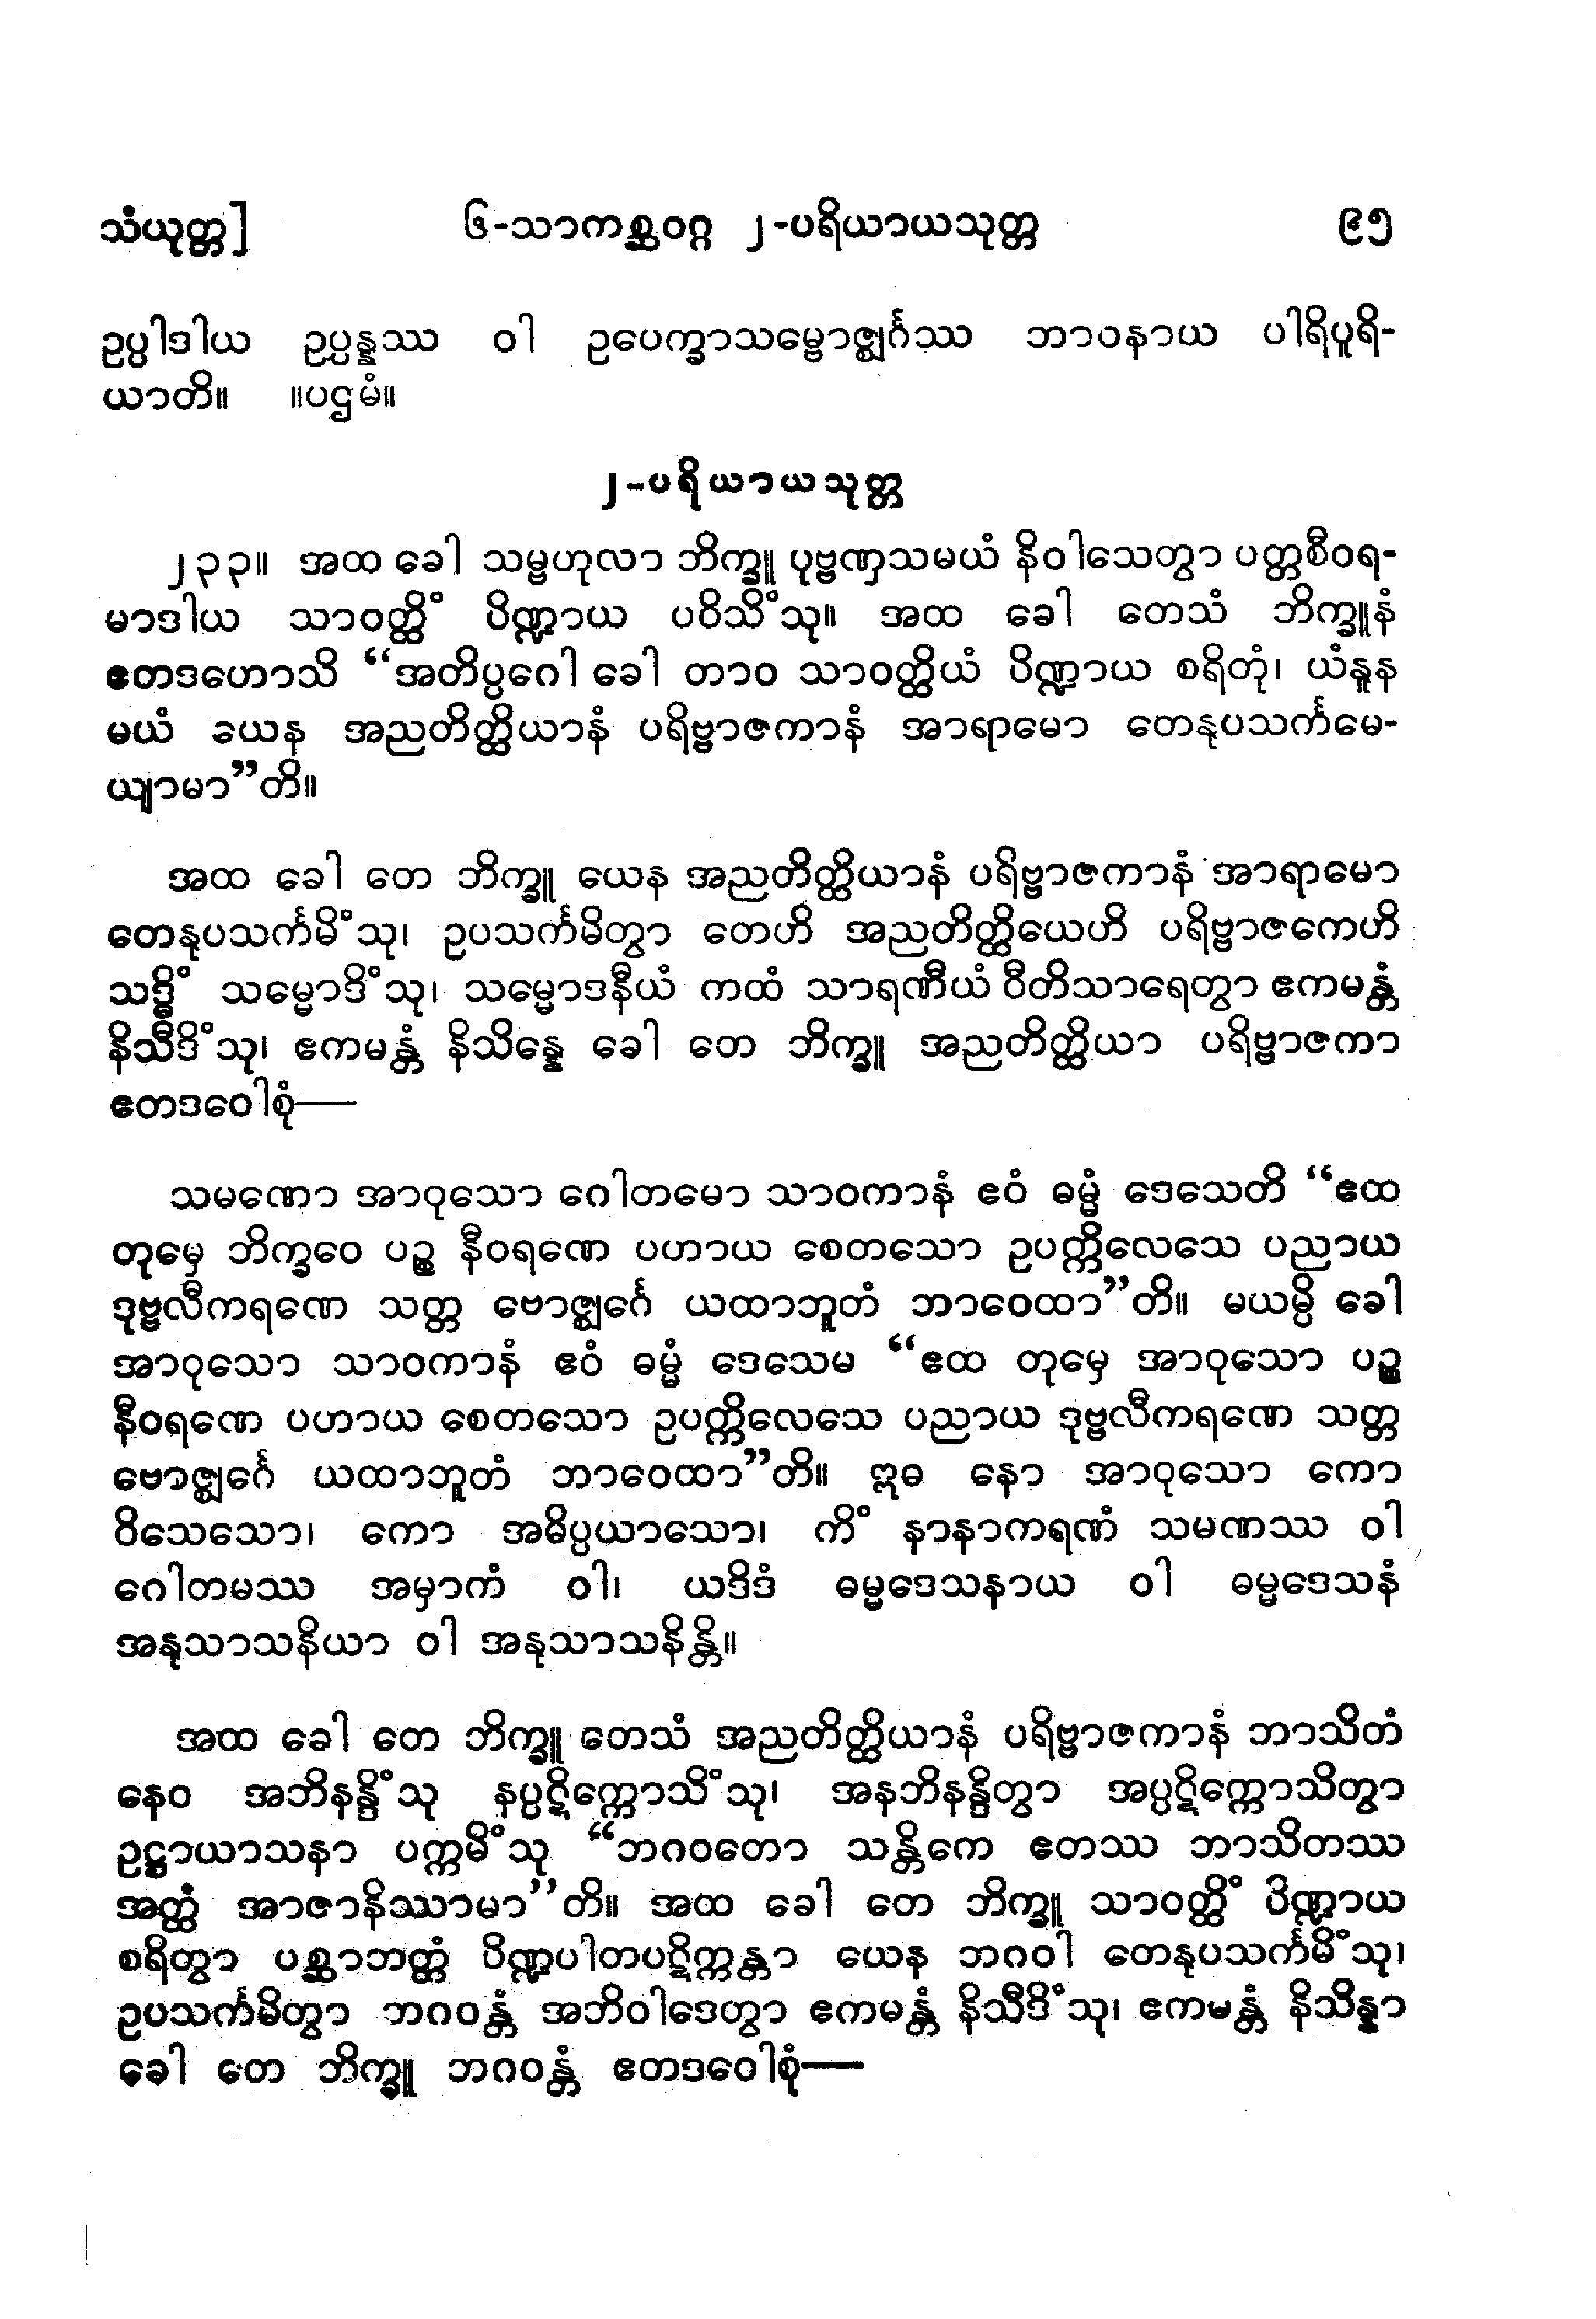 သံယုတ္တ] ၆-သာကစ္ဆဝဂ္ဂ ၂-ပရိယာယသုတ္တ ၉၅
ဥပ္ပါဒါယ ဥပ္ပန္နဿ ဝါ ဥပေက္ခာသမ္ဗောဇ္ဈင်္ဂဿ ဘာဝနာယ ပါရိပူရိ-
ယာတိ။ ။ပဌမံ။
၂-ပရိယာယသုတ္တ
၂၃၃။ အထ ခေါ သမ္ဗဟုလာ ဘိက္ခူ ပုဗ္ဗဏှသမယံ နိဝါသေတွာ ပတ္တစီဝရ-
မာဒါယ သာဝတ္ထိံ ပိဏ္ဍာယ ပဝိသိံသု။ အထ ခေါ တေသံ ဘိက္ခူနံ
ဧတဒဟောသိ “အတိပ္ပဂေါ ခေါ တာဝ သာဝတ္ထိယံ ပိဏ္ဍာယ စရိတုံ၊ ယံနူန
မယံ ယေန အညတိတ္ထိယာနံ ပရိဗ္ဗာဇကာနံ အာရာမော တေနုပသင်္ကမေ-
ယျာမာ”တိ။
အထ ခေါ တေ ဘိက္ခူ ယေန အညတိတ္ထိယာနံ ပရိဗ္ဗာဇကာနံ အာရာမော
တေနုပသင်္ကမိံသု၊ ဥပသင်္ကမိတွာ တေဟိ အညတိတ္ထိယေဟိ ပရိဗ္ဗာဇကေဟိ
သဒ္ဓိံ သမ္မောဒိံသု၊ သမ္မောဒနီယံ ကထံ သာရဏီယံ ဝီတိသာရေတွာ ဧကမန္တံ
နိသီဒိံသု၊ ဧကမန္တံ နိသိန္နေ ခေါ တေ ဘိက္ခူ အညတိတ္ထိယာ ပရိဗ္ဗာဇကာ
ဧတဒဝေါစုံ—
သမဏော အာဝုသော ဂေါတမော သာဝကာနံ ဧဝံ ဓမ္မံ ဒေသေတိ “ဧထ
တုမှေ ဘိက္ခဝေ ပဉ္စ နီဝရဏေ ပဟာယ စေတသော ဥပက္ကိလေသေ ပညာယ
ဒုဗ္ဗလီကရဏေ သတ္တ ဗောဇ္ဈင်္ဂေ ယထာဘူတံ ဘာဝေထာ”တိ။ မယမ္ပိ ခေါ
အာဝုသော သာဝကာနံ ဧဝံ ဓမ္မံ ဒေသေမ “ဧထ တုမှေ အာဝုသော ပဉ္စ
နီဝရဏေ ပဟာယ စေတသော ဥပက္ကိလေသေ ပညာယ ဒုဗ္ဗလီကရဏေ သတ္တ
ဗောဇ္ဈင်္ဂေ ယထာဘူတံ ဘာဝေထာ”တိ။ ဣဓ နော အာဝုသော ကော
ဝိသေသော၊ ကော အဓိပ္ပယာသော၊ ကိံ နာနာကရဏံ သမဏဿ ဝါ
ဂေါတမဿ အမှာကံ ဝါ၊ ယဒိဒံ ဓမ္မဒေသနာယ ဝါ ဓမ္မဒေသနံ
အနုသာသနိယာ ဝါ အနုသာသနိန္တိ။
အထ ခေါ တေ ဘိက္ခူ တေသံ အညတိတ္ထိယာနံ ပရိဗ္ဗာဇကာနံ ဘာသိတံ
နေဝ အဘိနန္ဒိံသု နပ္ပဋိက္ကောသိံသု၊ အနဘိနန္ဒိတွာ အပ္ပဋိက္ကောသိတွာ
ဥဋ္ဌာယာသနာ ပက္ကမိံသု “ဘဂဝတော သန္တိကေ ဧတဿ ဘာသိတဿ
အတ္ထံ အာဇာနိဿာမာ”တိ။ အထ ခေါ တေ ဘိက္ခူ သာဝတ္ထိံ ပိဏ္ဍာယ
စရိတွာ ပစ္ဆာဘတ္တံ ပိဏ္ဍပါတပဋိက္ကန္တာ ယေန ဘဂဝါ တေနုပသင်္ကမိံသု၊
ဥပသင်္ကမိတွာ ဘဂဝန္တံ အဘိဝါဒေတွာ ဧကမန္တံ နိသီဒိံသု၊ ဧကမန္တံ နိသိန္နာ
ခေါ တေ ဘိက္ခူ ဘဂဝန္တံ ဧတဒဝေါစုံ—